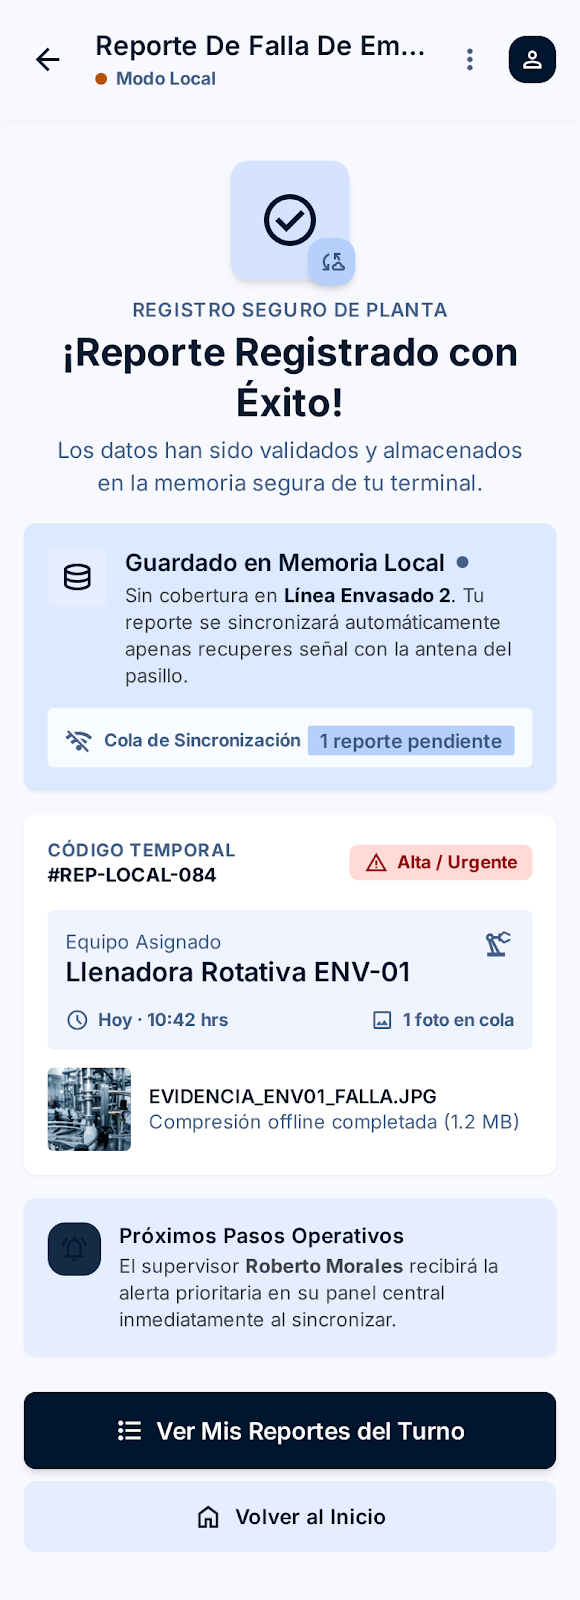 Reporte De Falla De Em...
Modo Local
REGISTRO SEGURO DE PLANTA
¡Reporte Registrado con
Éxito!
Los datos han sido validados y almacenados
en la memoria segura de tu terminal.
Guardado en Memoria Local
Sin cobertura en Línea Envasado 2. Tu
reporte se sincronizará automáticamente
apenas recuperes señal con la antena del
pasillo.
Cola de Sincronización 1 reporte pendiente
CÓDIGO TEMPORAL
#REP-LOCAL-084
Alta / Urgente
Equipo Asignado
Llenadora Rotativa ENV-01
Hoy · 10:42 hrs
1 foto en cola
EVIDENCIA_ENV01_FALLA.JPG
Compresión offline completada (1.2 MB)
Próximos Pasos Operativos
El supervisor Roberto Morales recibirá la
alerta prioritaria en su panel central
inmediatamente al sincronizar.
Ver Mis Reportes del Turno
Volver al Inicio